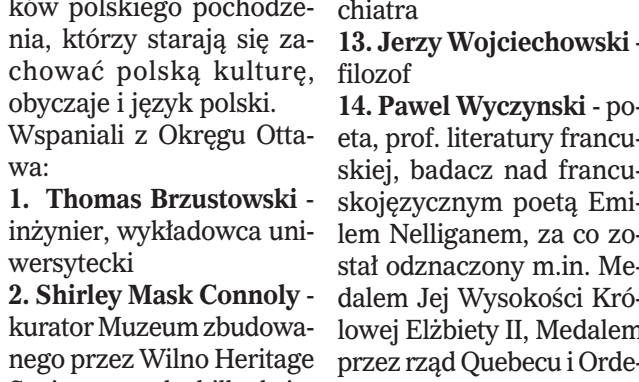 ków polskiego pochodze-
nia, którzy starają się za-
chować polską kulturę,
obyczaje i język polski.
Wspaniali z Okręgu Otta-
wa:
1. Thomas Brzustowski -
inżynier, wykładowca uni-
wersytecki
2. Shirley Mask Connoly -
kurator Muzeum zbudowa-
nego przez Wilno Heritage
chiatra
13. Jerzy Wojciechowski -
filozof
14. Pawel Wyczynski - po-
eta, prof. literatury francu-
skiej, badacz nad francu-
skojęzycznym poetą Emi-
lem Nelliganem, za co zo-
stał odznaczony m.in. Me-
dalem Jej Wysokości Kró-
lowej Elżbiety II, Medalem
przez rząd Quebecu i Orde-